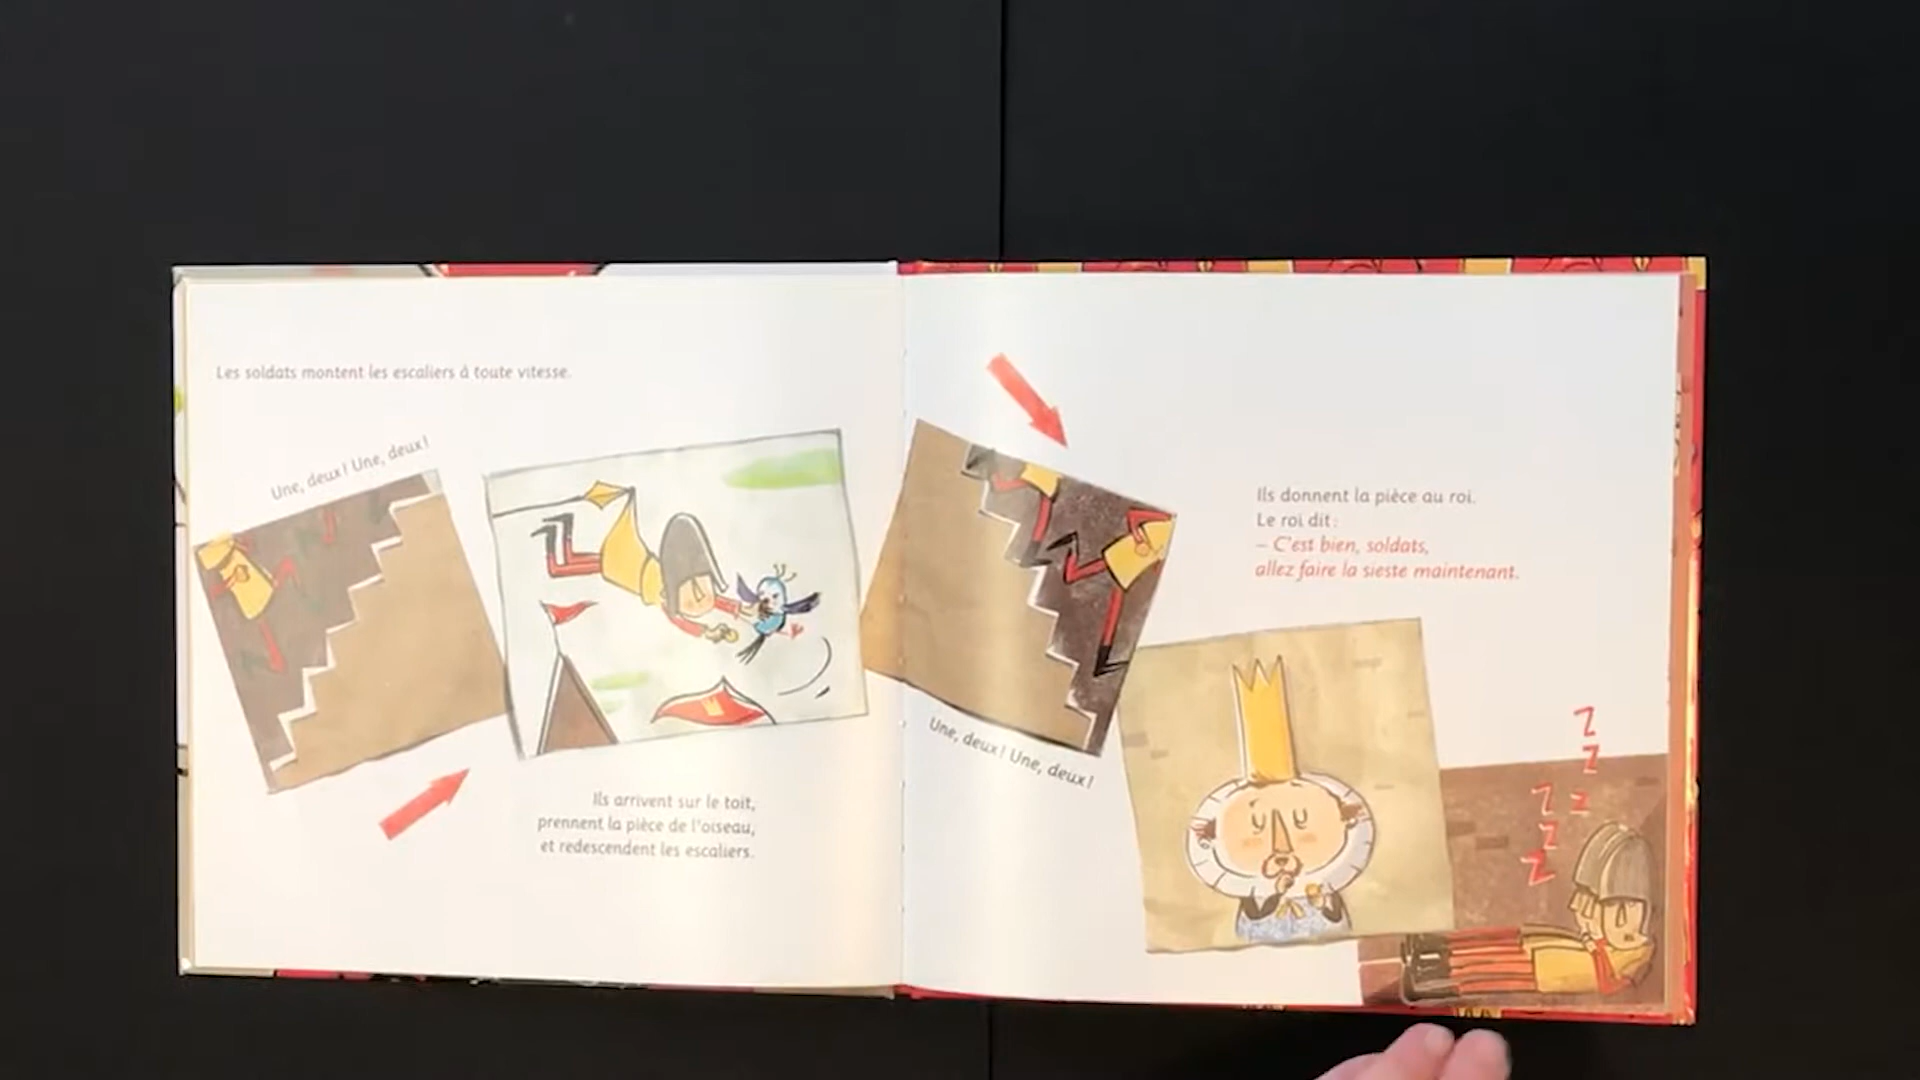 Les soldats montent les escaliers à toute vitesse.
Une, deux! Une, deux!
Ils arrivent sur le toit,
prennent la pièce de l'oiseau,
et redescendent les escaliers.
Une, deux! Une, deux!
Ils donnent la pièce au roi.
Le roi dit :
– C'est bien, soldats,
allez faire la sieste maintenant.
Z
Z
Z
Z
Z
Z